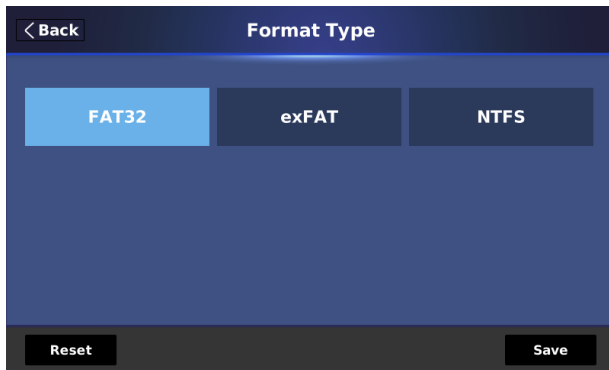 Back
Format Type
FAT32
exFAT
NTFS
Reset
Save